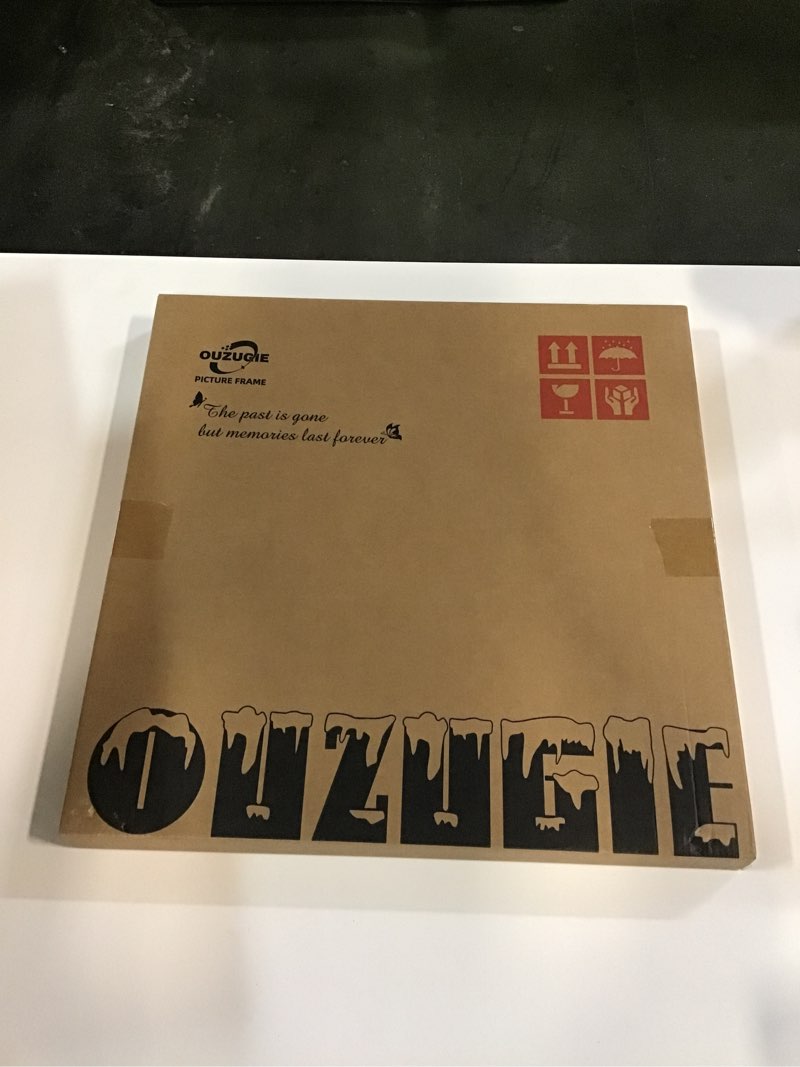 OUZUGIE
PICTURE FRAME
The past is gone
but memories last forever
OUZUGIE